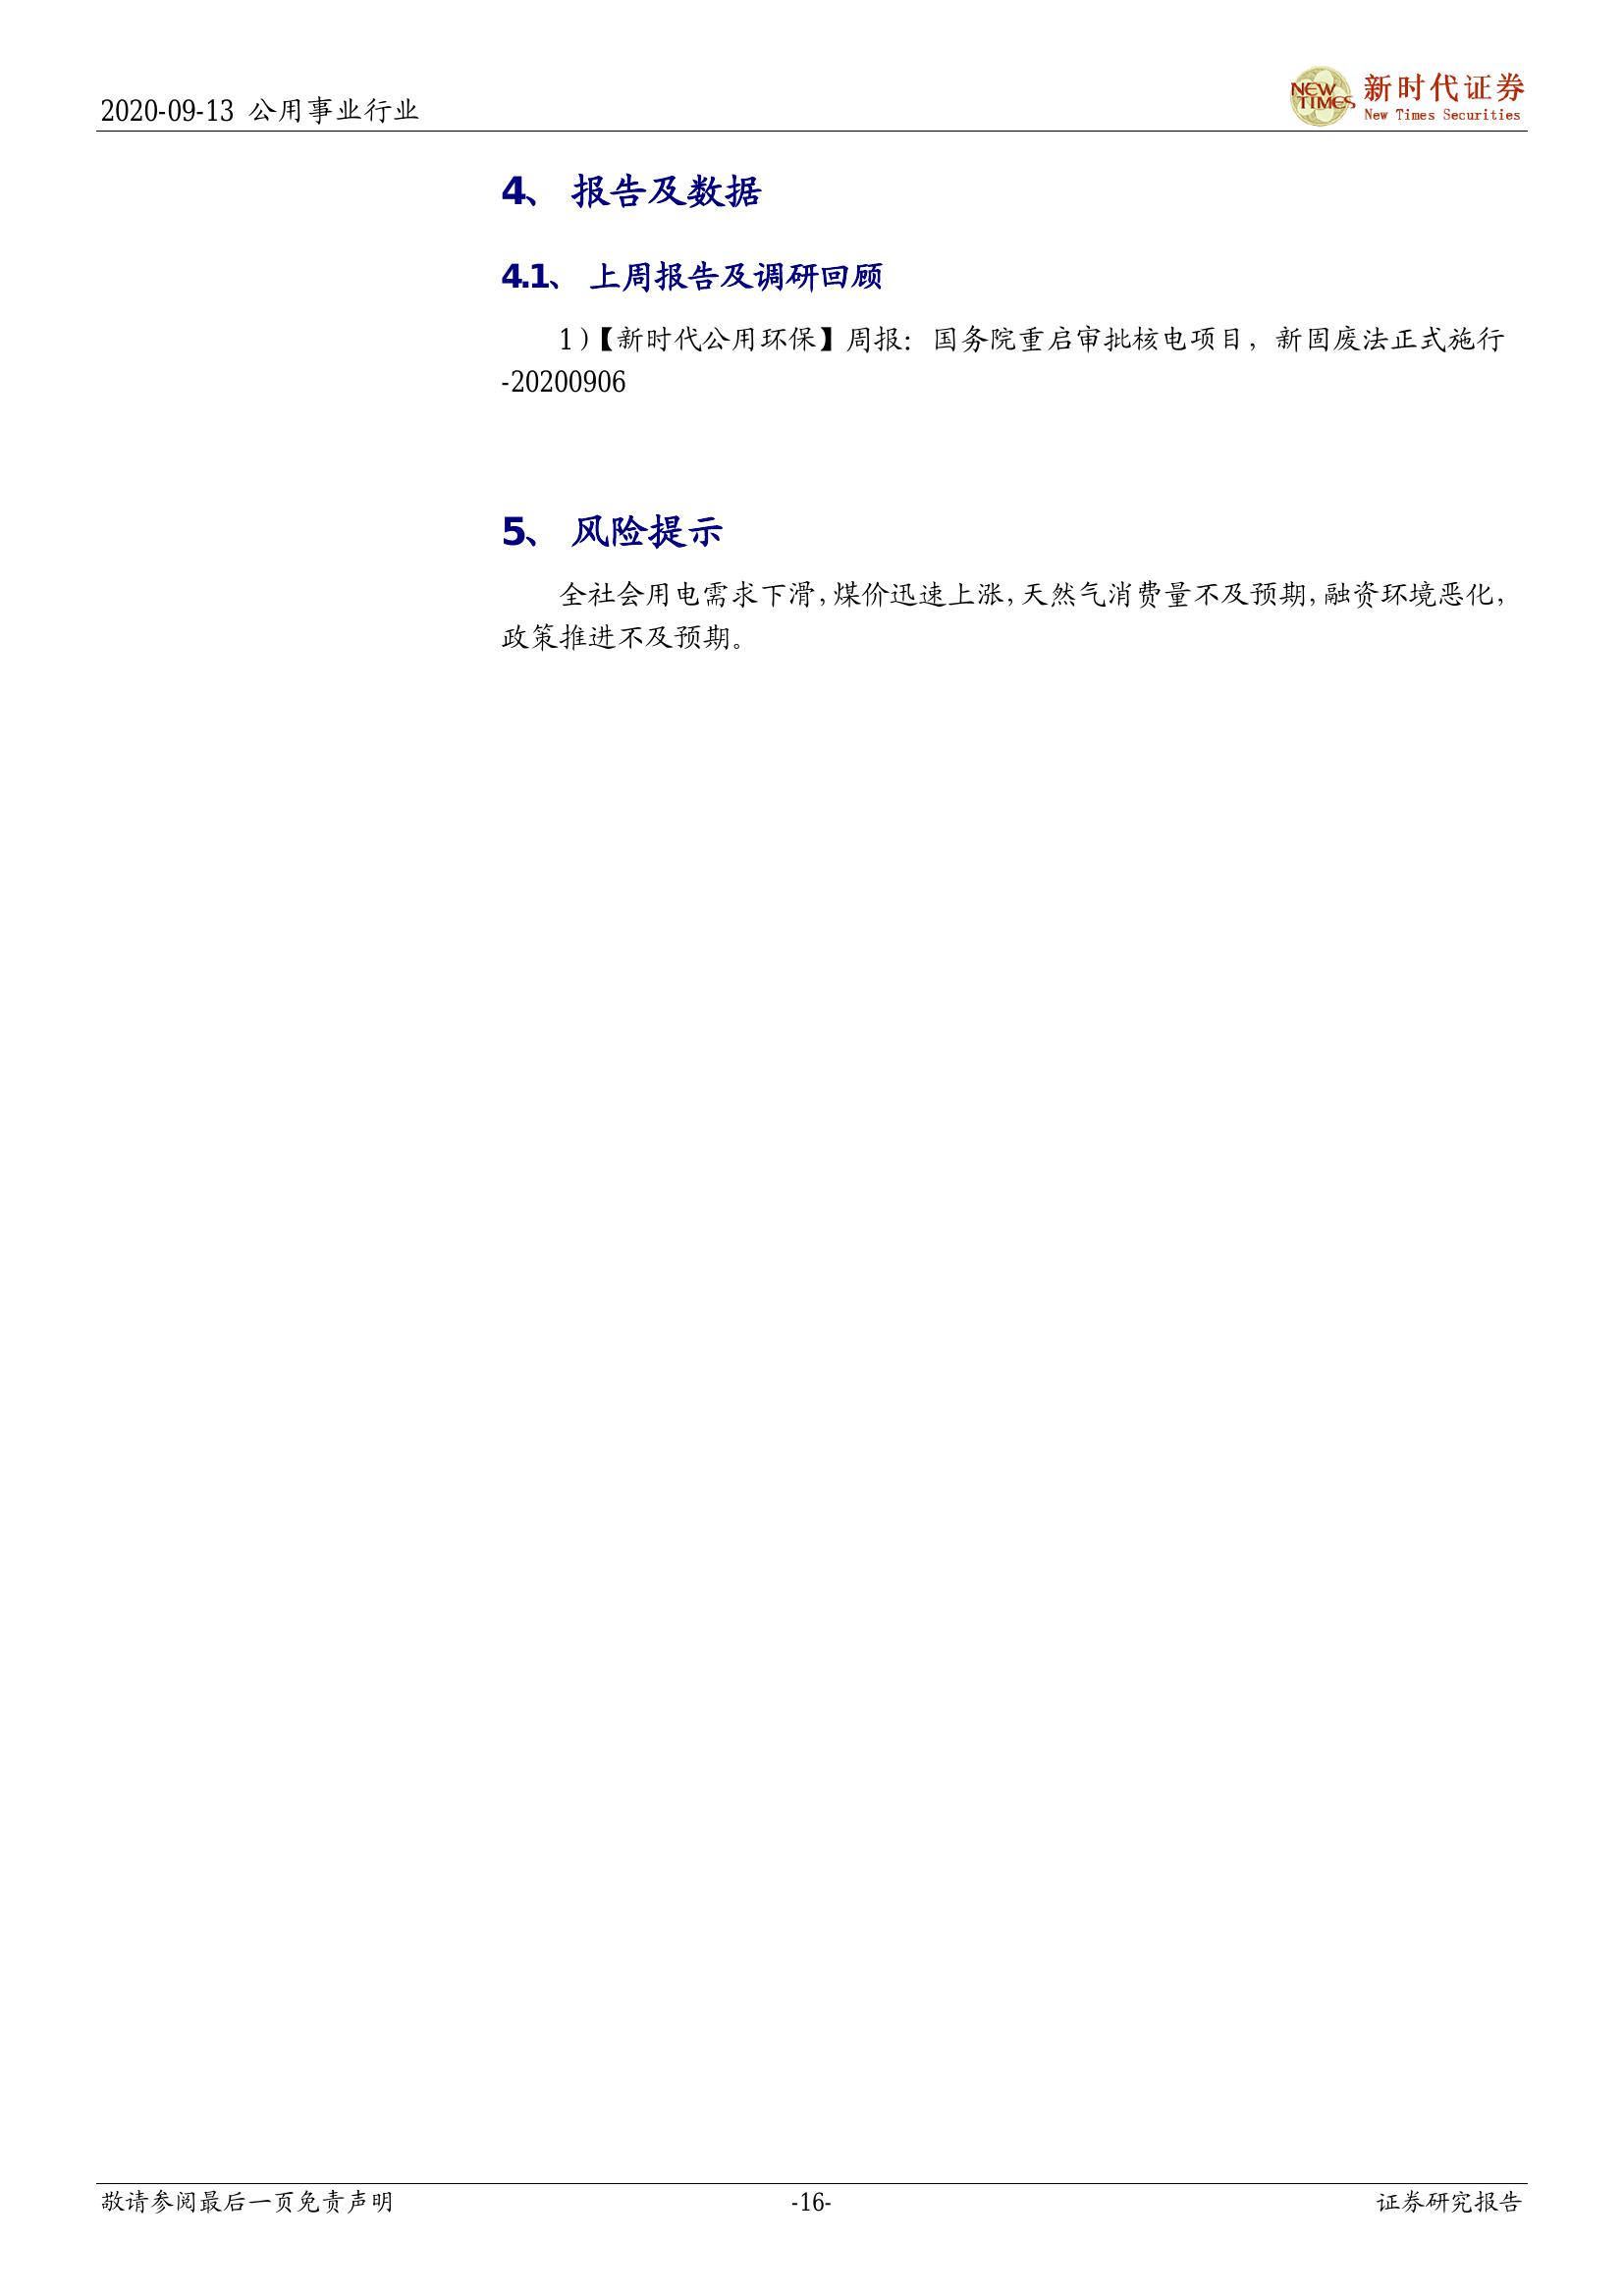 2020-09-13 公用事业行业
NEW TIMES 新时代证券
New Times Securities
4、 报告及数据
4.1、 上周报告及调研回顾
1)【新时代公用环保】周报：国务院重启审批核电项目，新固废法正式施行
-20200906
5、 风险提示
全社会用电需求下滑，煤价迅速上涨，天然气消费量不及预期，融资环境恶化，
政策推进不及预期。
敬请参阅最后一页免责声明 -16- 证券研究报告